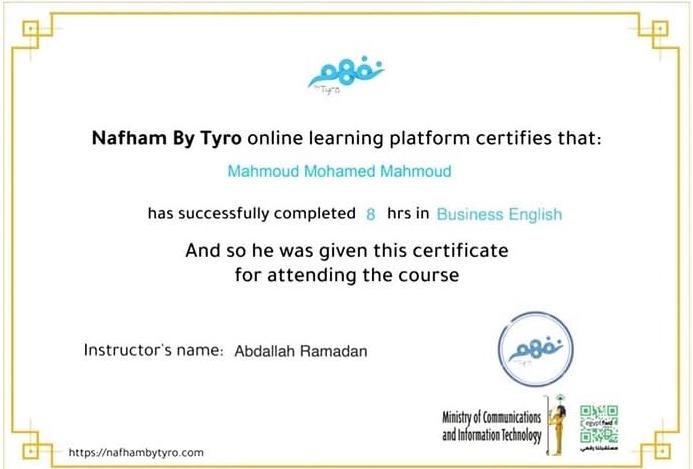 نفهم
By Tyro
Nafham By Tyro online learning platform certifies that:
Mahmoud Mohamed Mahmoud
has successfully completed 8 hrs in Business English
And so he was given this certificate
for attending the course
Instructor's name: Abdallah Ramadan
نفهم
Ministry of Communications
and Information Technology
egypt fwd
مستقبلنا رقمي
https://nafhambytyro.com